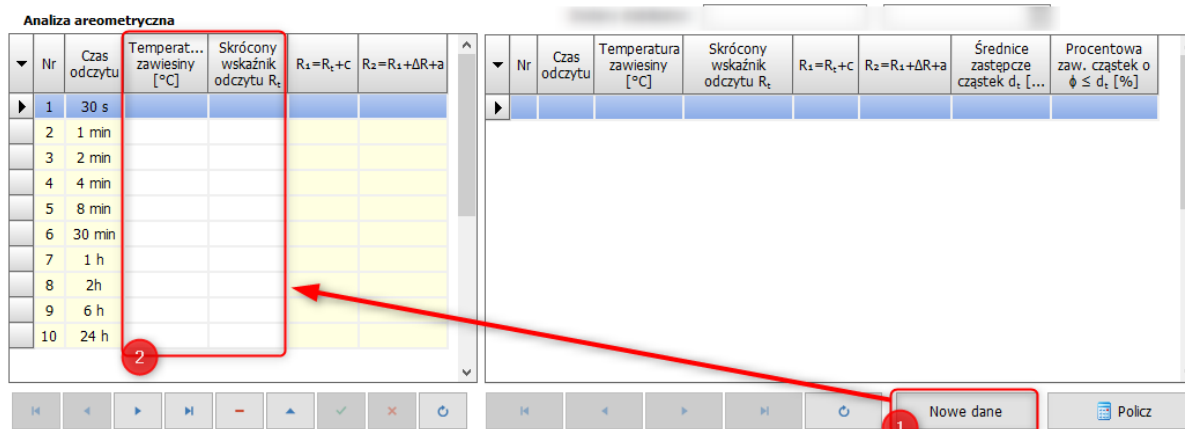 Analiza areometryczna
Nr Czas odczytu Temperat... zawiesiny [°C] Skrócony wskaźnik odczytu Rₜ R₁=Rₜ+c R₂=R₁+ΔR+a
1 30 s
2 1 min
3 2 min
4 4 min
5 8 min
6 30 min
7 1 h
8 2h
9 6 h
10 24 h
2
Nr Czas odczytu Temperatura zawiesiny [°C] Skrócony wskaźnik odczytu Rₜ R₁=Rₜ+c R₂=R₁+ΔR+a Średnice zastępcze cząstek dₜ [... Procentowa zaw. cząstek o ϕ ≤ dₜ [%]
1
Nowe dane
Policz